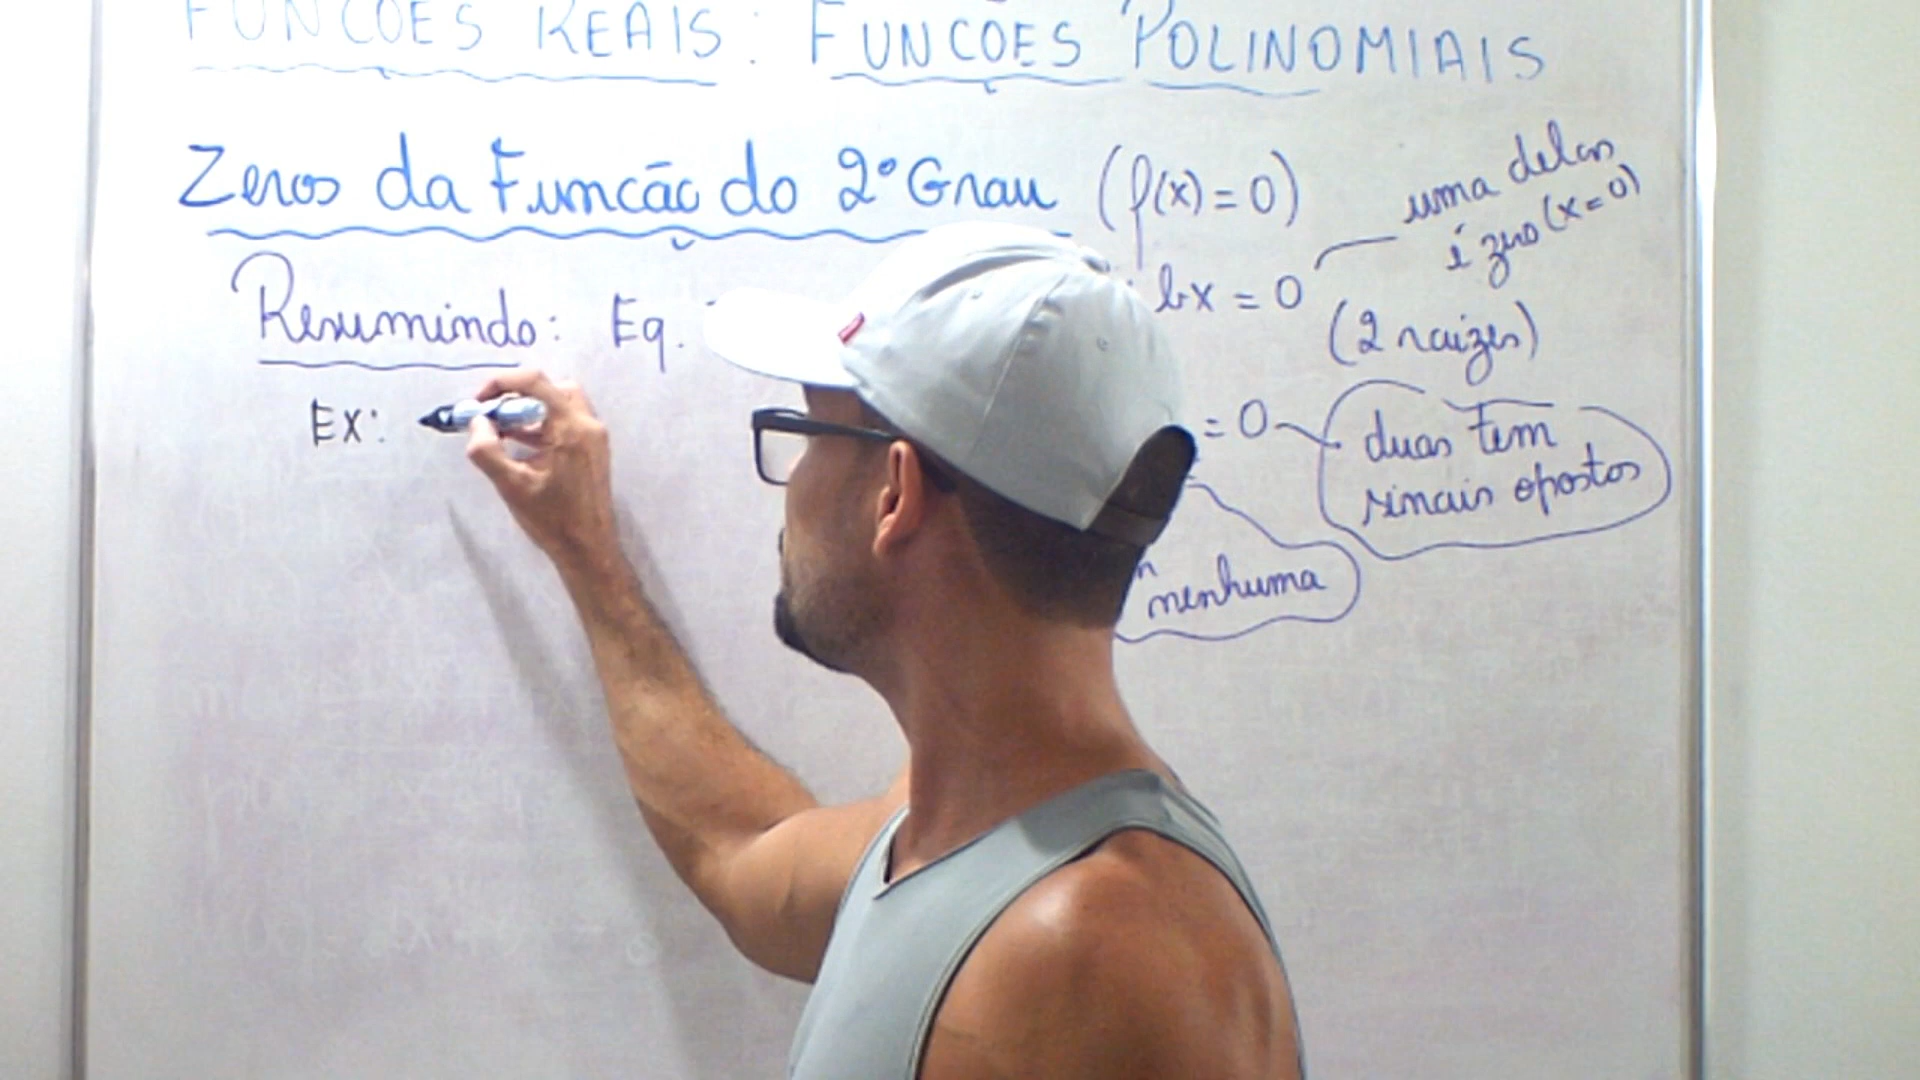 FUNÇÕES REAIS: FUNÇÕES POLINOMIAIS
Zeros da Função do 2º Grau (f(x) = 0)
uma delas
é zero (x = 0)
Resumindo: Eq.
bx = 0
(2 raízes)
Ex:
= 0
duas tem
sinais opostos
nenhuma